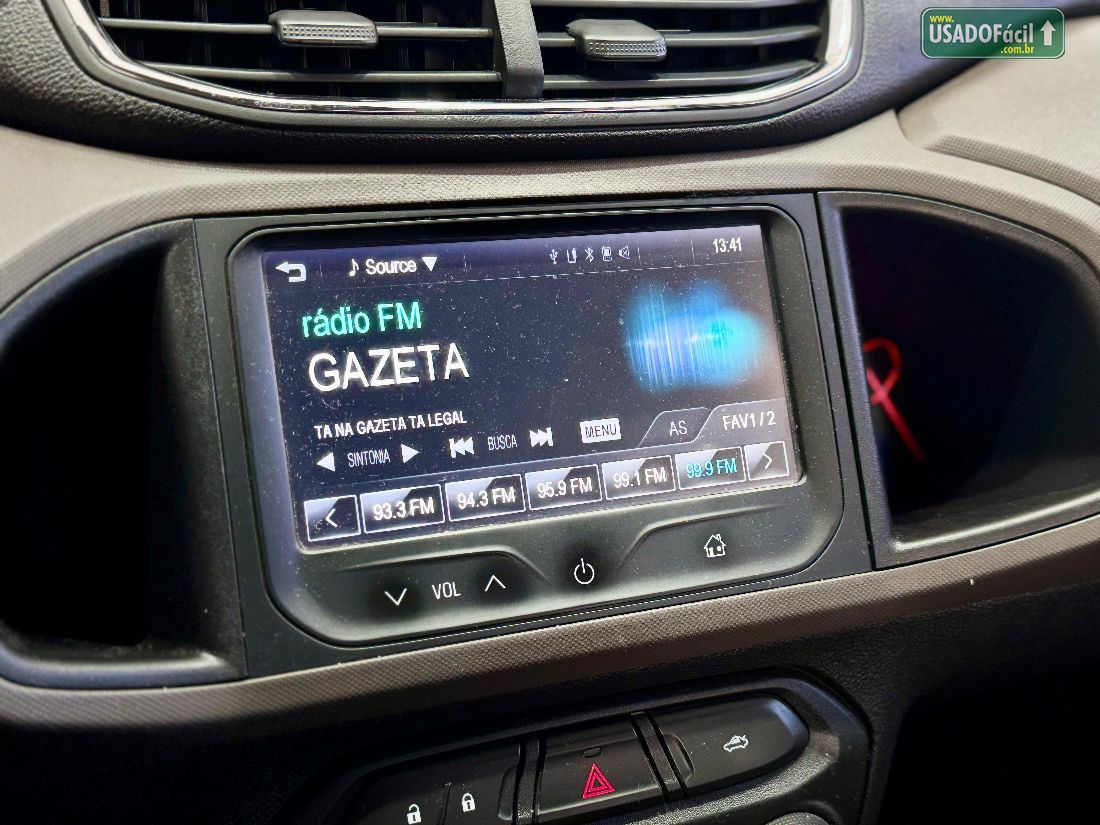 www.
USADOFácil
.com.br
Source
13:41
rádio FM
GAZETA
TA NA GAZETA TA LEGAL
SINTONIA BUSCA MENU AS FAV1/2
93.3 FM 94.3 FM 95.9 FM 99.1 FM 99.9 FM
VOL